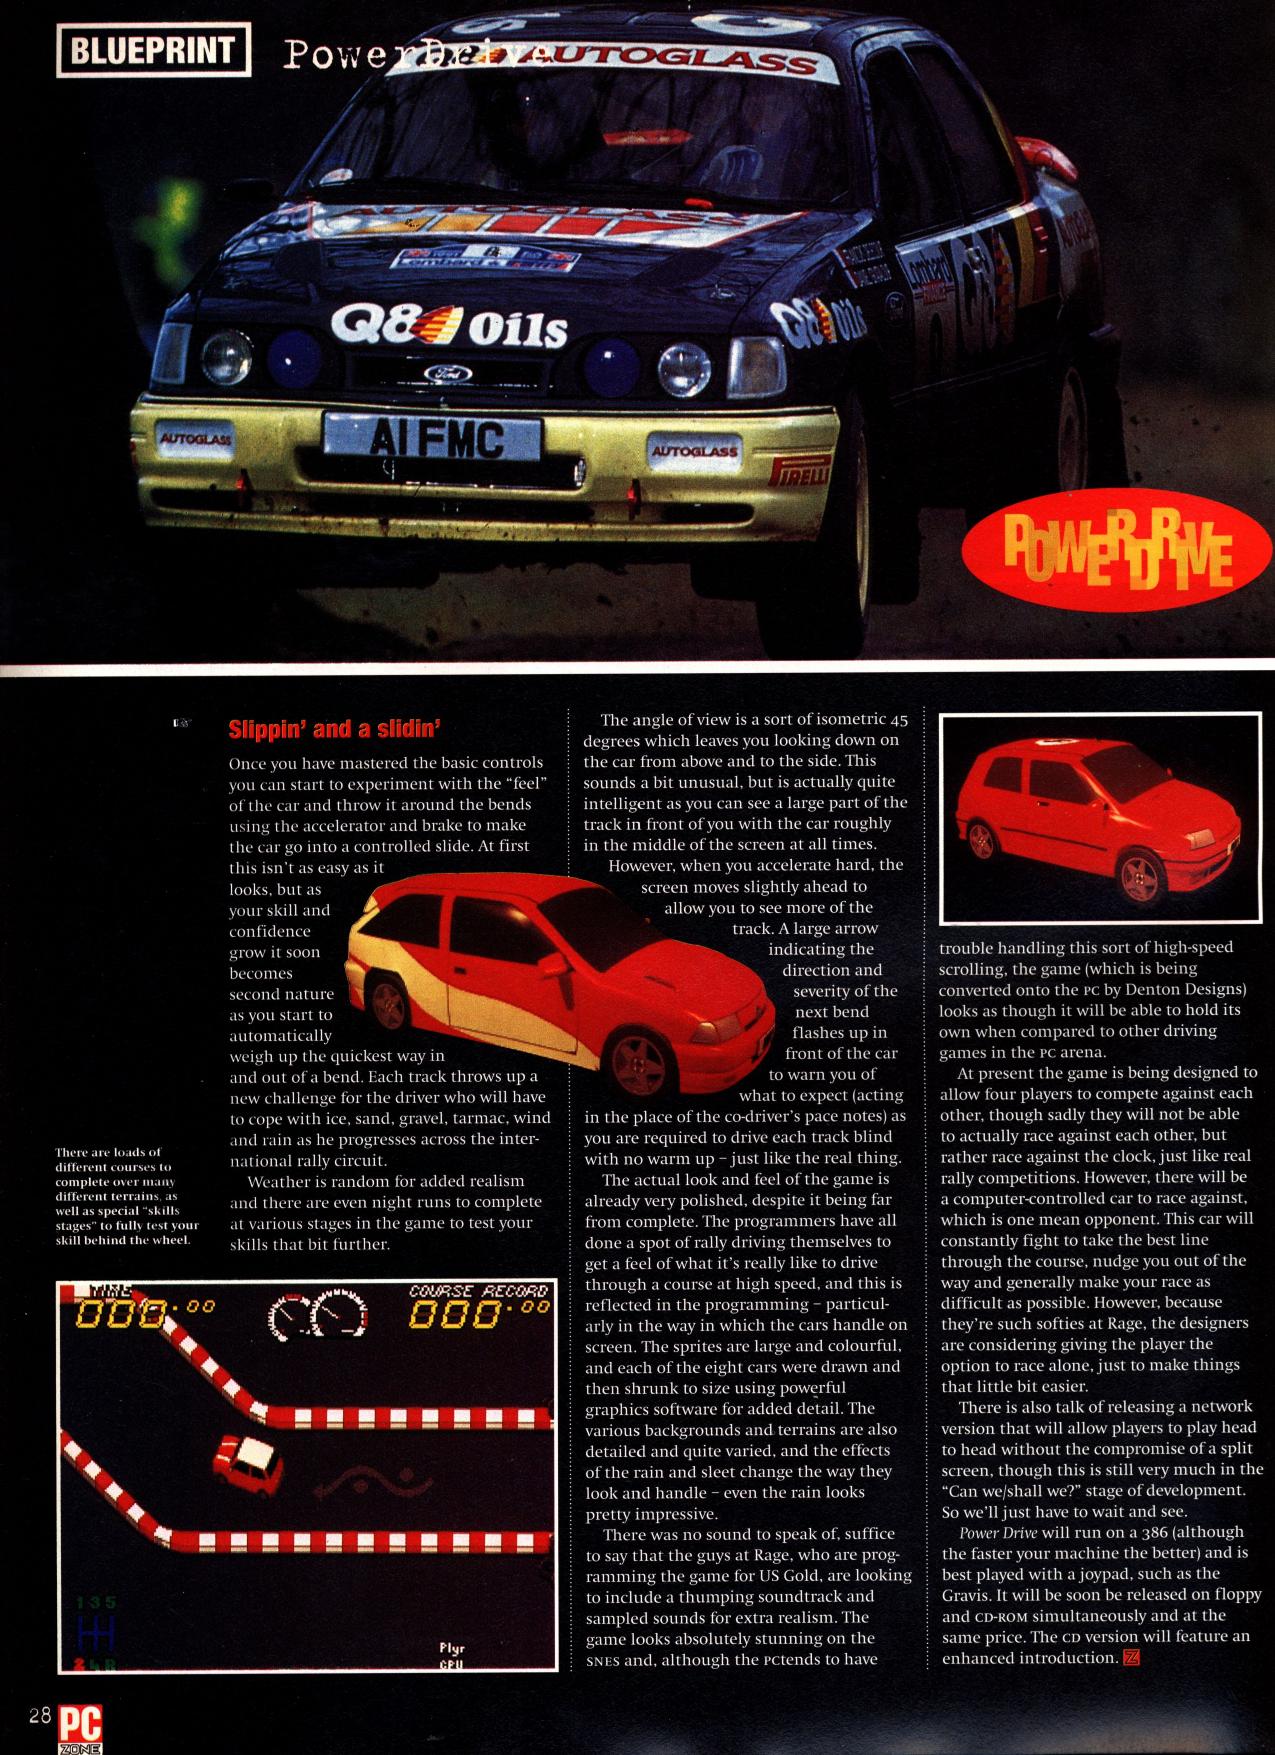 BLUEPRINT PowerDrive
AUTOGLASS
AUTOGLASS
Lombard RAC Rally
Q8 Oils
Q8 Oils
Lombard
Ford
A1 FMC
AUTOGLASS
AUTOGLASS
PIRELLI
POWERDRIVE
Slippin' and a slidin'
Once you have mastered the basic controls
you can start to experiment with the "feel"
of the car and throw it around the bends
using the accelerator and brake to make
the car go into a controlled slide. At first
this isn't as easy as it
looks, but as
your skill and
confidence
grow it soon
becomes
second nature
as you start to
automatically
weigh up the quickest way in
and out of a bend. Each track throws up a
new challenge for the driver who will have
to cope with ice, sand, gravel, tarmac, wind
and rain as he progresses across the inter-
national rally circuit.
Weather is random for added realism
and there are even night runs to complete
at various stages in the game to test your
skills that bit further.
There are loads of
different courses to
complete over many
different terrains, as
well as special "skills
stages" to fully test your
skill behind the wheel.
TIME
000.00
COURSE RECORD
000.00
1 3 5
2 4 R
Plyr
CPU
The angle of view is a sort of isometric 45
degrees which leaves you looking down on
the car from above and to the side. This
sounds a bit unusual, but is actually quite
intelligent as you can see a large part of the
track in front of you with the car roughly
in the middle of the screen at all times.
However, when you accelerate hard, the
screen moves slightly ahead to
allow you to see more of the
track. A large arrow
indicating the
direction and
severity of the
next bend
flashes up in
front of the car
to warn you of
what to expect (acting
in the place of the co-driver's pace notes) as
you are required to drive each track blind
with no warm up – just like the real thing.
The actual look and feel of the game is
already very polished, despite it being far
from complete. The programmers have all
done a spot of rally driving themselves to
get a feel of what it's really like to drive
through a course at high speed, and this is
reflected in the programming – particul-
arly in the way in which the cars handle on
screen. The sprites are large and colourful,
and each of the eight cars were drawn and
then shrunk to size using powerful
graphics software for added detail. The
various backgrounds and terrains are also
detailed and quite varied, and the effects
of the rain and sleet change the way they
look and handle – even the rain looks
pretty impressive.
There was no sound to speak of, suffice
to say that the guys at Rage, who are prog-
ramming the game for US Gold, are looking
to include a thumping soundtrack and
sampled sounds for extra realism. The
game looks absolutely stunning on the
SNES and, although the PCtends to have
trouble handling this sort of high-speed
scrolling, the game (which is being
converted onto the PC by Denton Designs)
looks as though it will be able to hold its
own when compared to other driving
games in the PC arena.
At present the game is being designed to
allow four players to compete against each
other, though sadly they will not be able
to actually race against each other, but
rather race against the clock, just like real
rally competitions. However, there will be
a computer-controlled car to race against,
which is one mean opponent. This car will
constantly fight to take the best line
through the course, nudge you out of the
way and generally make your race as
difficult as possible. However, because
they're such softies at Rage, the designers
are considering giving the player the
option to race alone, just to make things
that little bit easier.
There is also talk of releasing a network
version that will allow players to play head
to head without the compromise of a split
screen, though this is still very much in the
"Can we/shall we?" stage of development.
So we'll just have to wait and see.
Power Drive will run on a 386 (although
the faster your machine the better) and is
best played with a joypad, such as the
Gravis. It will be soon be released on floppy
and CD-ROM simultaneously and at the
same price. The CD version will feature an
enhanced introduction. Z
28 PC
ZONE